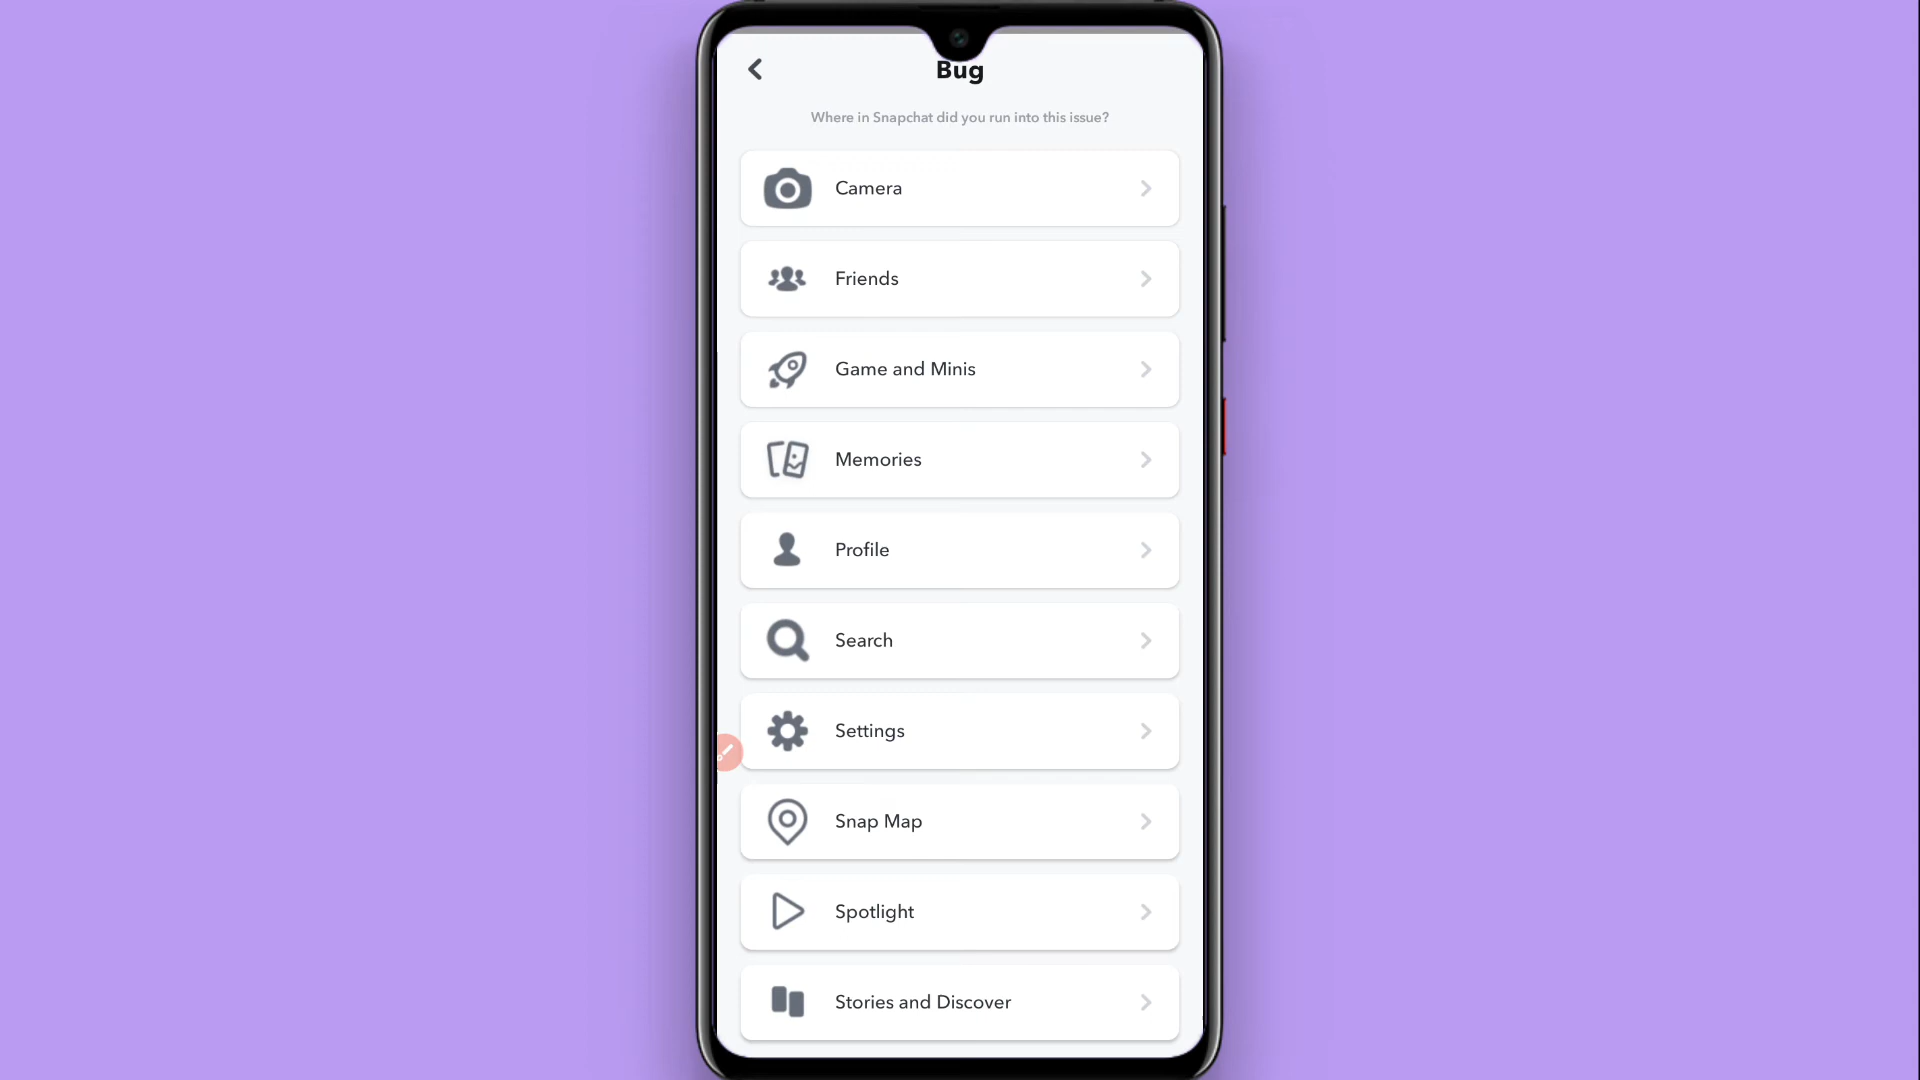 Bug
Where in Snapchat did you run into this issue?
Camera
Friends
Game and Minis
Memories
Profile
Search
Settings
Snap Map
Spotlight
Stories and Discover